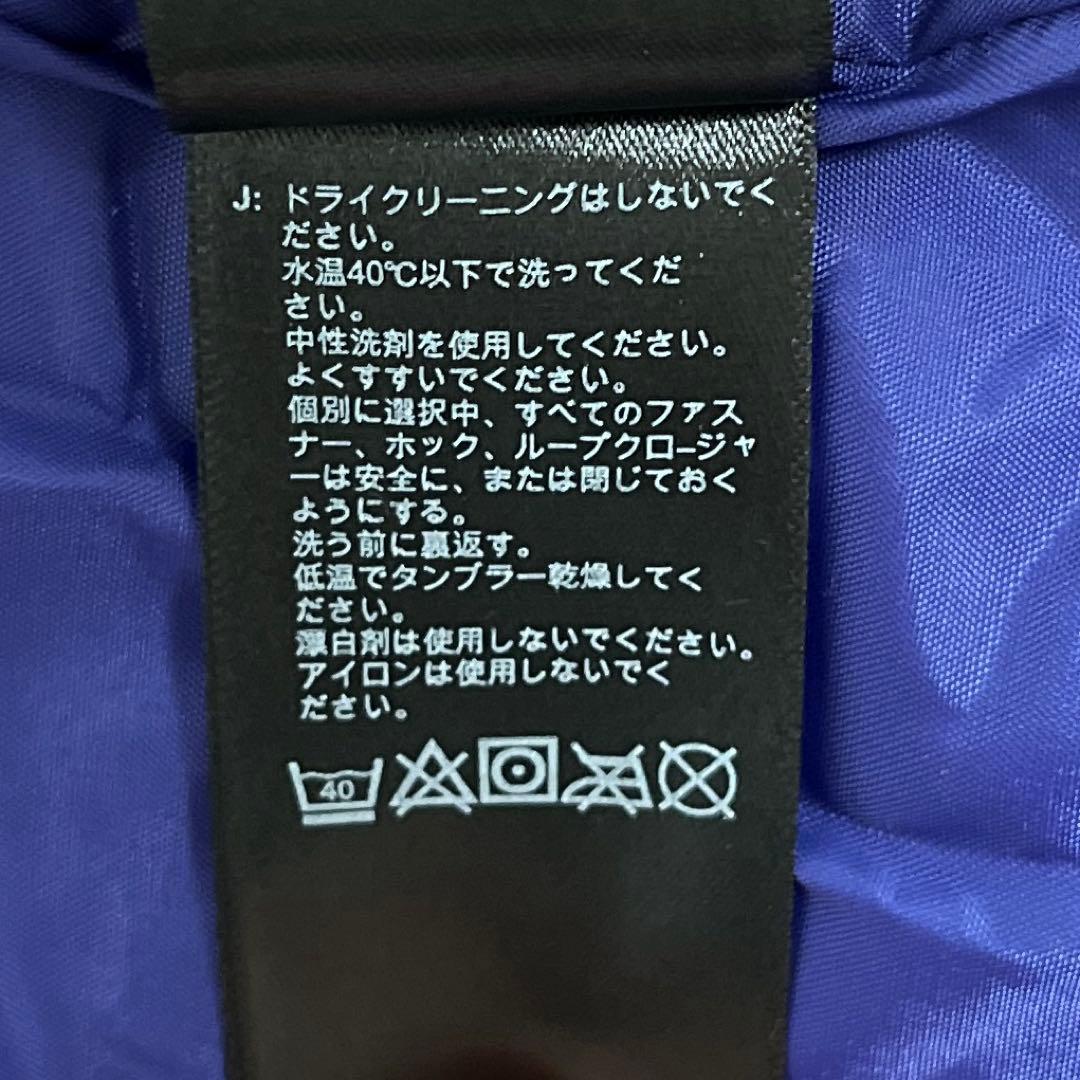 J: ドライクリーニングはしないでく
ださい。
水温40℃以下で洗ってくだ
さい。
中性洗剤を使用してください。
よくすすいでください。
個別に選択中、すべてのファス
ナー、ホック、ループクロ–ジャ
ーは安全に、または閉じておく
ようにする。
洗う前に裏返す。
低温でタンブラー乾燥してく
ださい。
漂白剤は使用しないでください。
アイロンは使用しないでく
ださい。
40